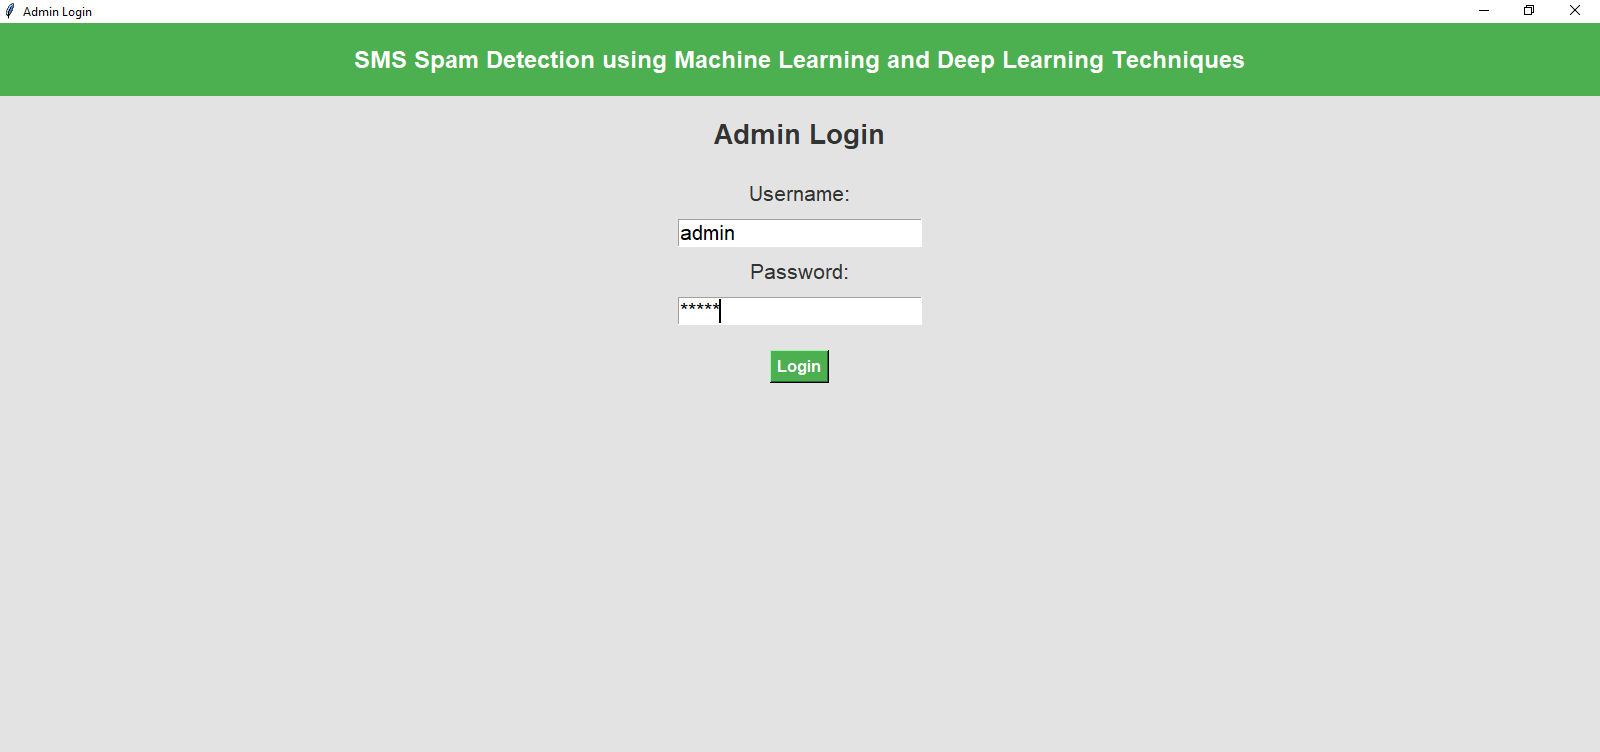 Admin Login
SMS Spam Detection using Machine Learning and Deep Learning Techniques
Admin Login
Username:
admin
Password:
*****
Login